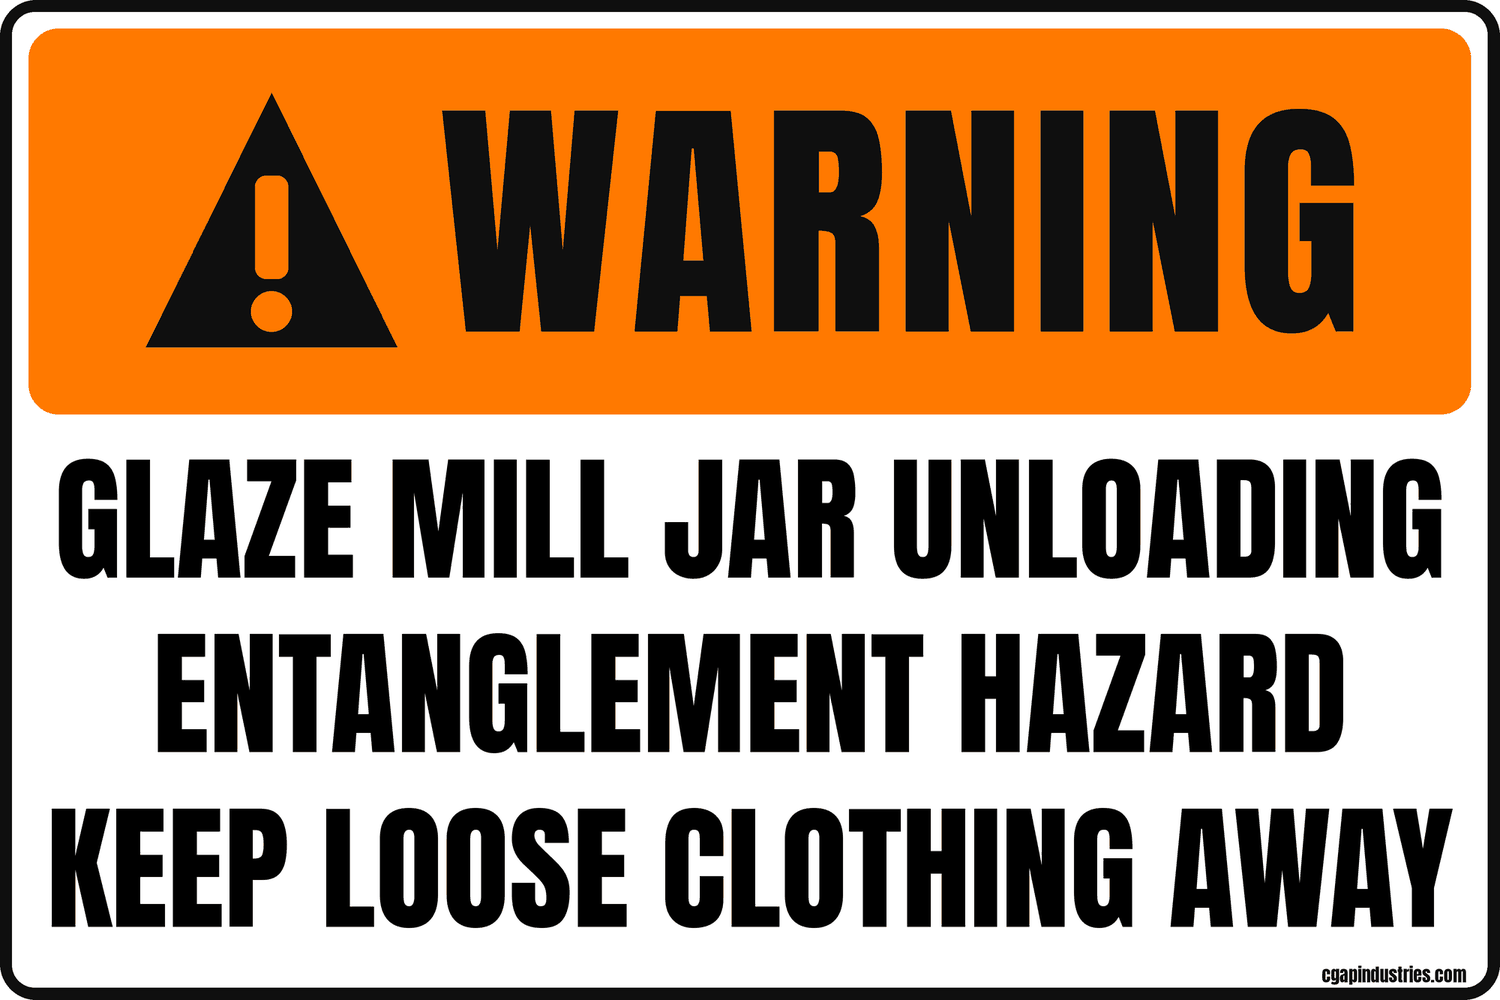 WARNING
GLAZE MILL JAR UNLOADING
ENTANGLEMENT HAZARD
KEEP LOOSE CLOTHING AWAY
cgapindustries.com